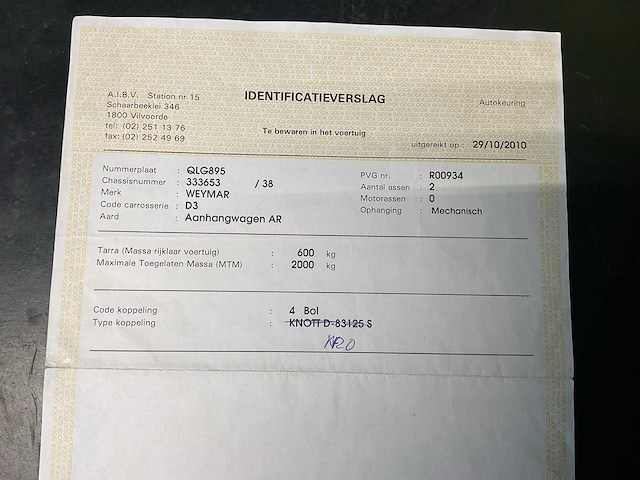 A.I.B.V. Station nr 15
Schaarbeeklei 346
1800 Vilvoorde
tel: (02) 251 13 76
fax: (02) 252 49 69
IDENTIFICATIEVERSLAG
Autokeuring
Te bewaren in het voertuig
uitgereikt op : 29/10/2010
Nummerplaat : QLG895
Chassisnummer : 333653 / 38
Merk : WEYMAR
Code carrosserie : D3
Aard : Aanhangwagen AR
PVG nr. : R00934
Aantal assen : 2
Motorassen : 0
Ophanging : Mechanisch
Tarra (Massa rijklaar voertuig) : 600 kg
Maximale Toegelaten Massa (MTM) : 2000 kg
Code koppeling : 4 Bol
Type koppeling : KNOTT D-83125 S